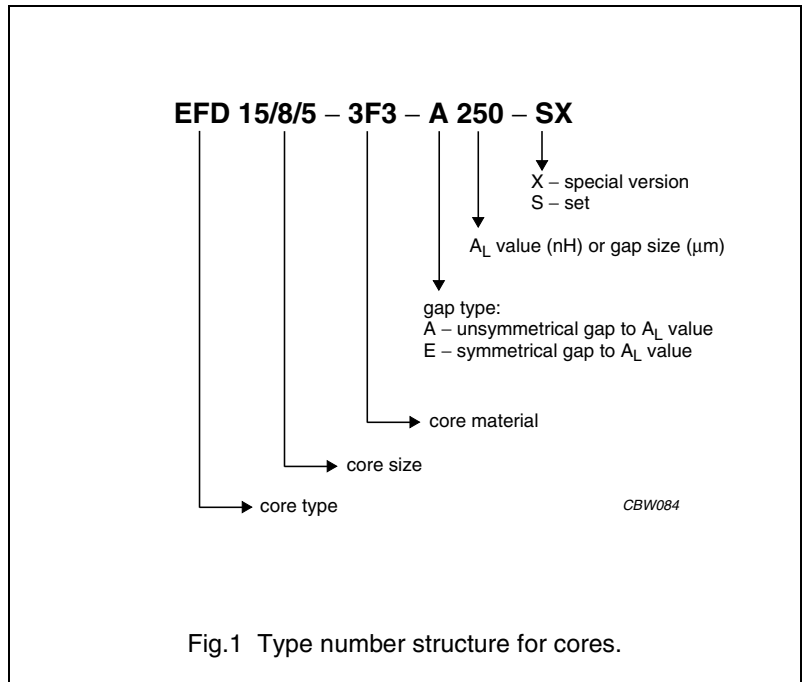 EFD 15/8/5 – 3F3 – A 250 – SX
X – special version
S – set
AL value (nH) or gap size (μm)
gap type:
A – unsymmetrical gap to AL value
E – symmetrical gap to AL value
core material
core size
core type
CBW084
Fig.1 Type number structure for cores.